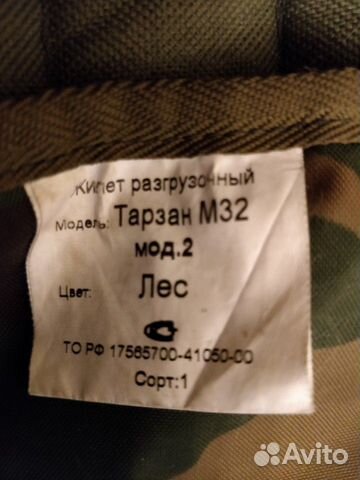 Жилет разгрузочный
Модель: Тарзан М32
мод.2
Цвет: Лес
ТО РФ 17565700-41050-00
Сорт:1
Avito